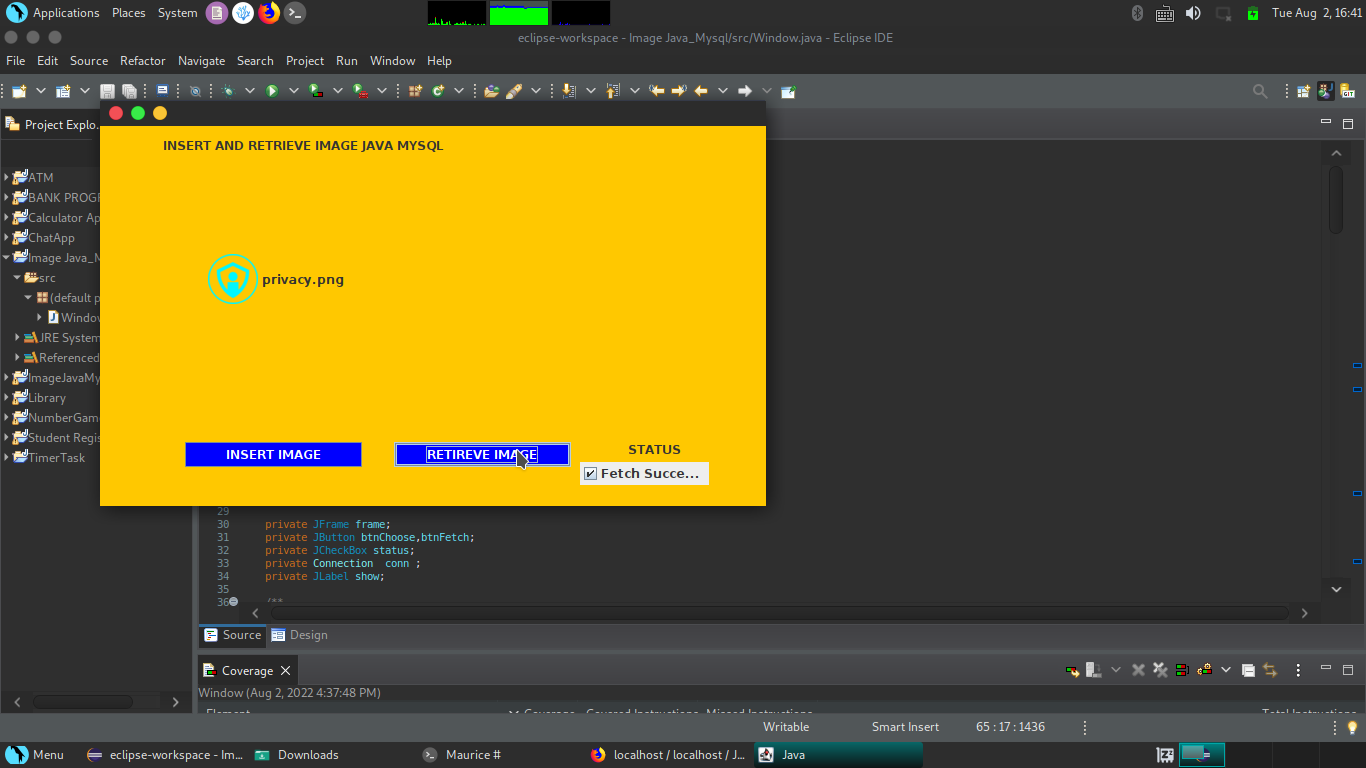 Applications Places System
Tue Aug 2, 16:41
eclipse-workspace - Image Java_Mysql/src/Window.java - Eclipse IDE
File Edit Source Refactor Navigate Search Project Run Window Help
Project Explo...
INSERT AND RETRIEVE IMAGE JAVA MYSQL
ATM
BANK PROG
Calculator Ap
ChatApp
Image Java_M
src
(default p
Windo
JRE System
Referenced
ImageJavaMy
Library
NumberGam
Student Regis
TimerTask
privacy.png
INSERT IMAGE
RETIREVE IMAGE
STATUS
Fetch Succe...
29
30 private JFrame frame;
31 private JButton btnChoose,btnFetch;
32 private JCheckBox status;
33 private Connection conn ;
34 private JLabel show;
35
36 /**
Source Design
Coverage
Window (Aug 2, 2022 4:37:48 PM)
Element Coverage Covered Instructions Missed Instructions Total Instructions
Writable Smart Insert 65 : 17 : 1436
Menu eclipse-workspace - Im... Downloads Maurice # localhost / localhost / J... Java